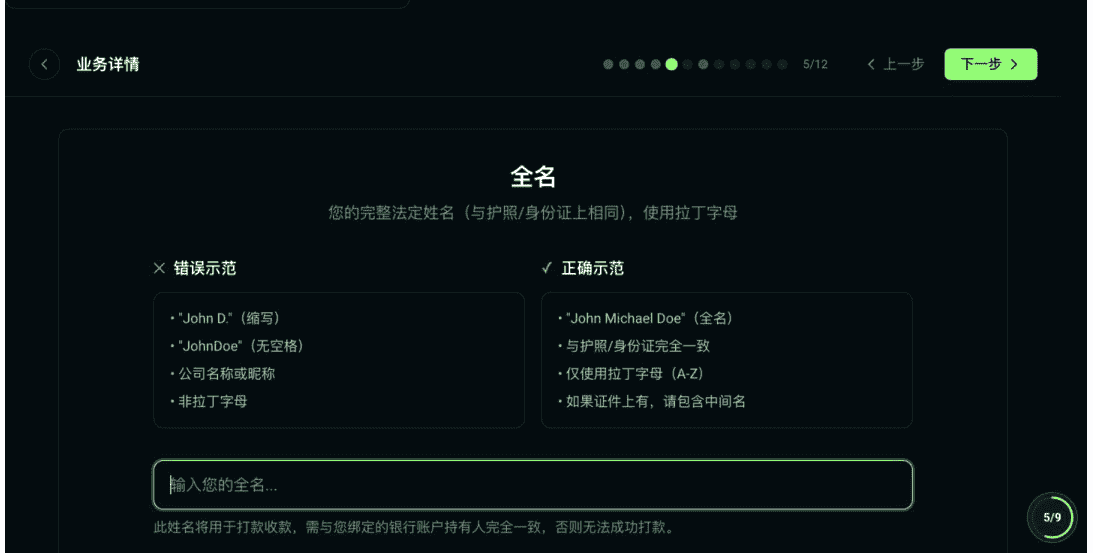 业务详情
5/12
上一步
下一步
全名
您的完整法定姓名（与护照/身份证上相同），使用拉丁字母
错误示范
• "John D."（缩写）
• "JohnDoe"（无空格）
• 公司名称或昵称
• 非拉丁字母
正确示范
• "John Michael Doe"（全名）
• 与护照/身份证完全一致
• 仅使用拉丁字母（A-Z）
• 如果证件上有，请包含中间名
输入您的全名...
此姓名将用于打款收款，需与您绑定的银行账户持有人完全一致，否则无法成功打款。
5/9